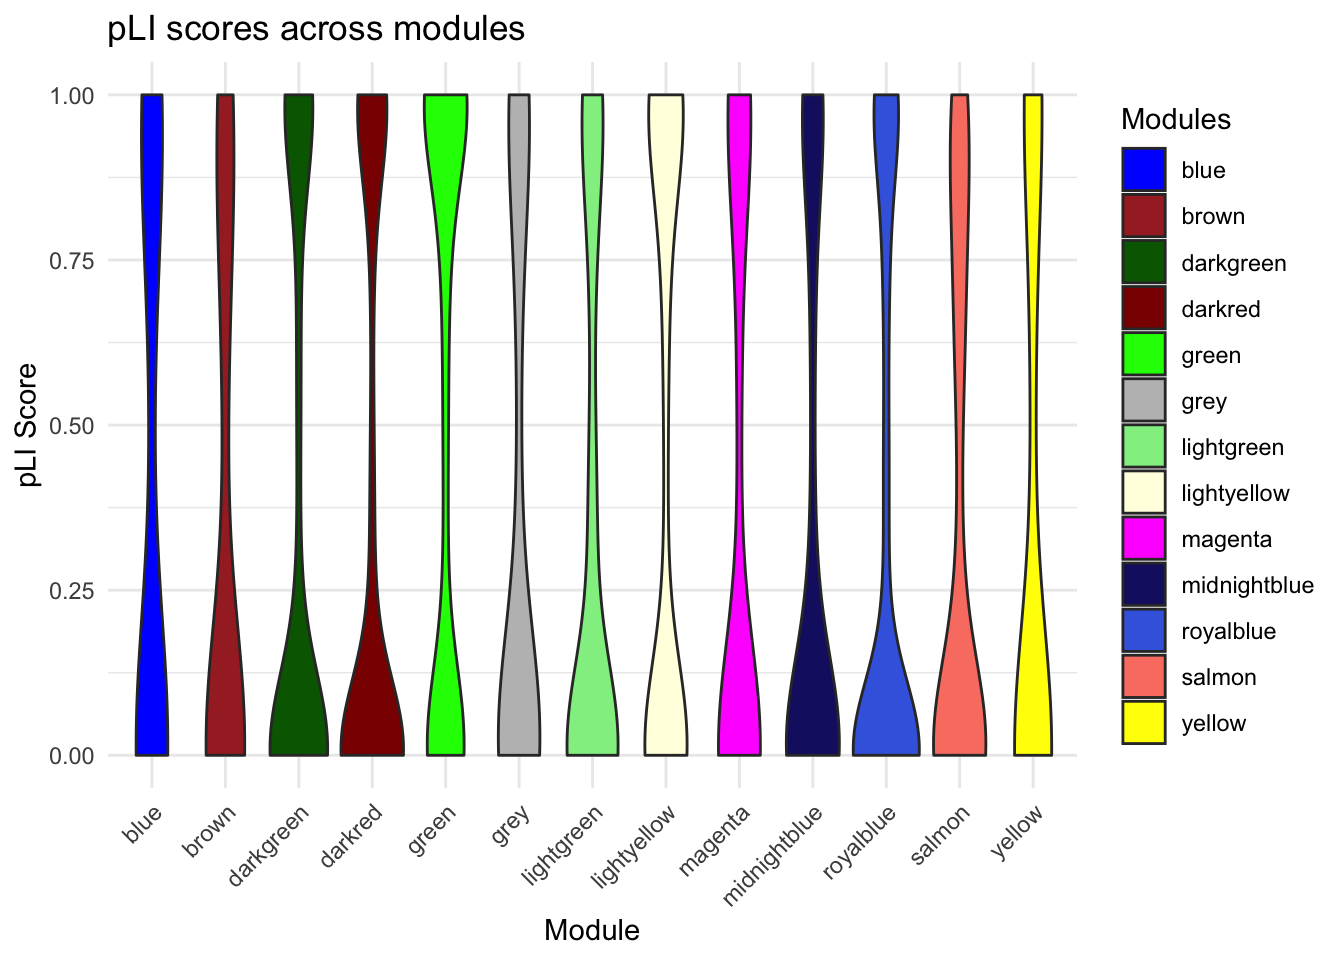 pLI scores across modules
1.00
0.75
0.50
0.25
0.00
pLI Score
blue
brown
darkgreen
darkred
green
grey
lightgreen
lightyellow
magenta
midnightblue
royalblue
salmon
yellow
Module
Modules
blue
brown
darkgreen
darkred
green
grey
lightgreen
lightyellow
magenta
midnightblue
royalblue
salmon
yellow